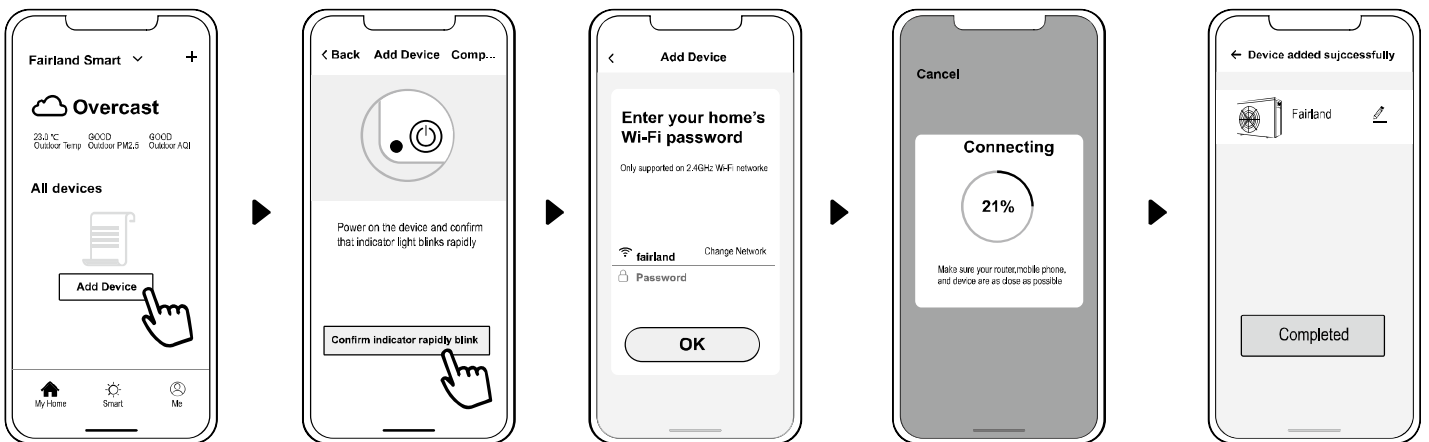 Fairland Smart
+
Overcast
23.0 °C GOOD GOOD
Outdoor Temp Outdoor PM2.5 Outdoor AQI
All devices
Add Device
My Home Smart Me
< Back Add Device Comp...
Power on the device and confirm
that indicator light blinks rapidly
Confirm indicator rapidly blink
< Add Device
Enter your home's
Wi-Fi password
Only supported on 2.4GHz Wi-Fi networke
fairland Change Network
Password
OK
Cancel
Connecting
21%
Make sure your router,mobile phone,
and device are as close as possible
← Device added sujccessfully
Fairland
Completed